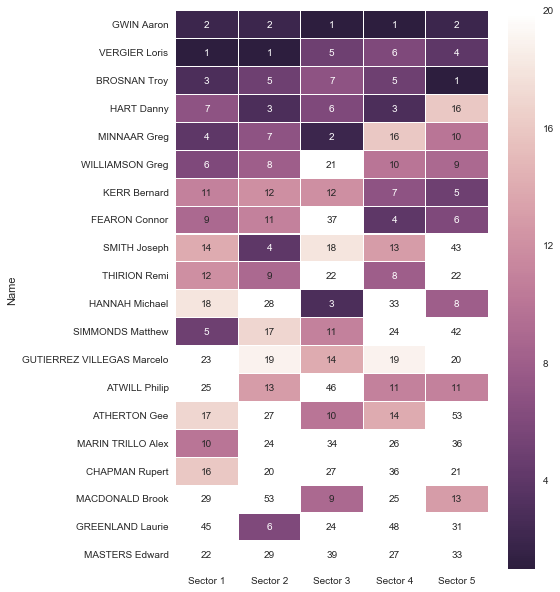 GWIN Aaron 2 2 1 1 2
VERGIER Loris 1 1 5 6 4
BROSNAN Troy 3 5 7 5 1
HART Danny 7 3 6 3 16
MINNAAR Greg 4 7 2 16 10
WILLIAMSON Greg 6 8 21 10 9
KERR Bernard 11 12 12 7 5
FEARON Connor 9 11 37 4 6
SMITH Joseph 14 4 18 13 43
THIRION Remi 12 9 22 8 22
HANNAH Michael 18 28 3 33 8
SIMMONDS Matthew 5 17 11 24 42
GUTIERREZ VILLEGAS Marcelo 23 19 14 19 20
ATWILL Philip 25 13 46 11 11
ATHERTON Gee 17 27 10 14 53
MARIN TRILLO Alex 10 24 34 26 36
CHAPMAN Rupert 16 20 27 36 21
MACDONALD Brook 29 53 9 25 13
GREENLAND Laurie 45 6 24 48 31
MASTERS Edward 22 29 39 27 33
Sector 1 Sector 2 Sector 3 Sector 4 Sector 5
Name
20
16
12
8
4